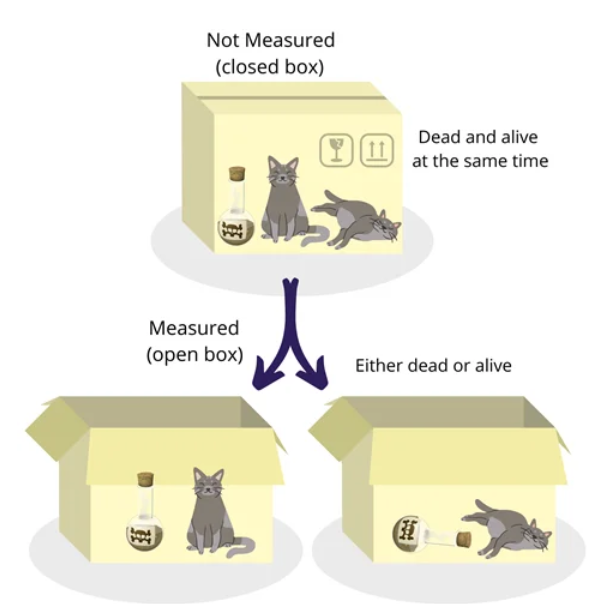 Not Measured
(closed box)
Dead and alive
at the same time
Measured
(open box)
Either dead or alive